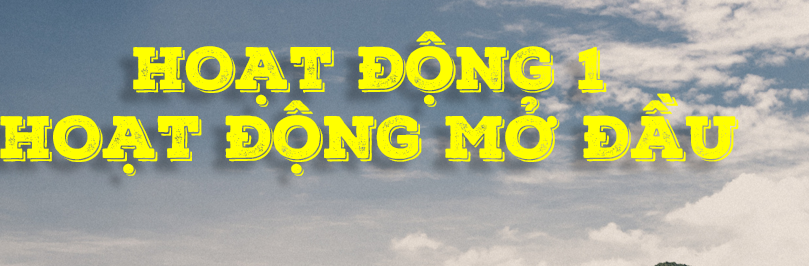 HOẠT ĐỘNG 1
HOẠT ĐỘNG MỞ ĐẦU